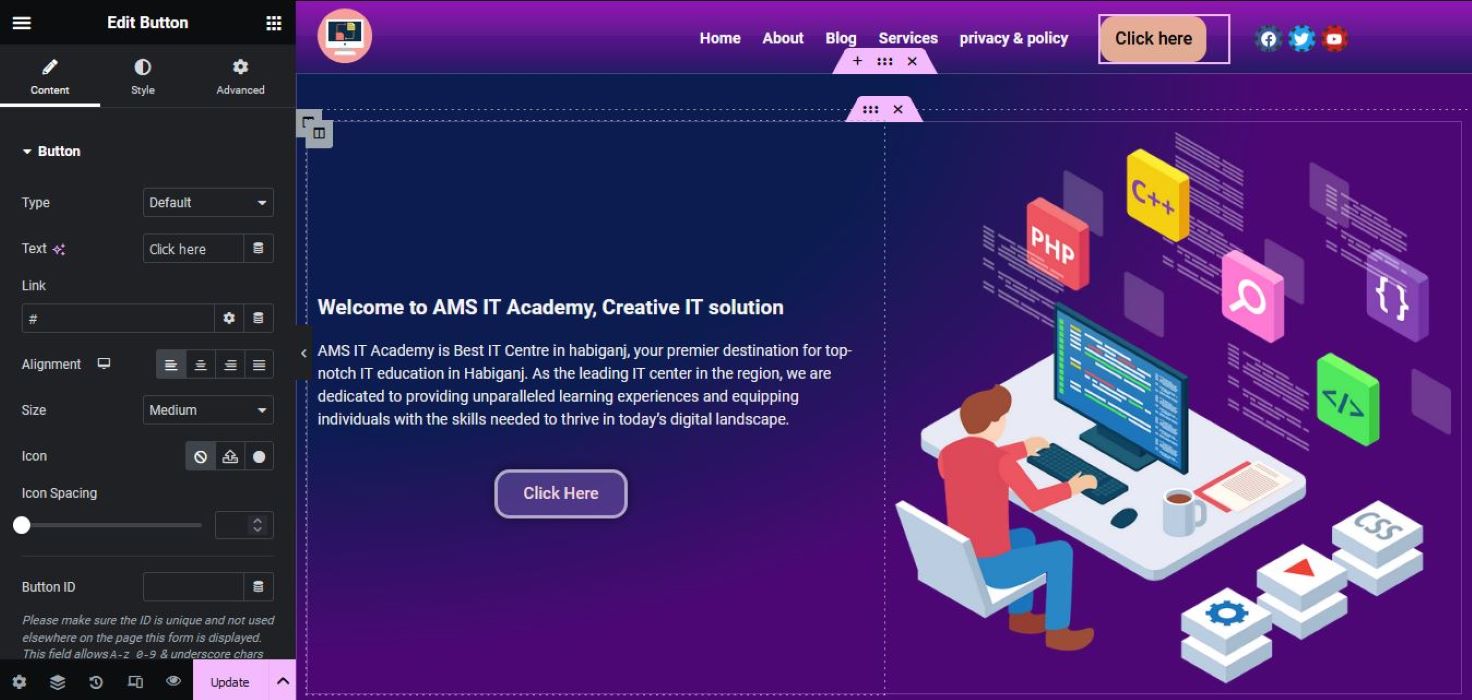 Edit Button
Content
Style
Advanced
Button
Type
Default
Text
Click here
Link
#
Alignment
Size
Medium
Icon
Icon Spacing
Button ID
Please make sure the ID is unique and not used
elsewhere on the page this form is displayed.
This field allows A-z 0-9 & underscore chars
Update
Home
About
Blog
Services
privacy & policy
Click here
Welcome to AMS IT Academy, Creative IT solution
AMS IT Academy is Best IT Centre in habiganj, your premier destination for top-
notch IT education in Habiganj. As the leading IT center in the region, we are
dedicated to providing unparalleled learning experiences and equipping
individuals with the skills needed to thrive in today's digital landscape.
Click Here
C++
PHP
{}
</>
CSS